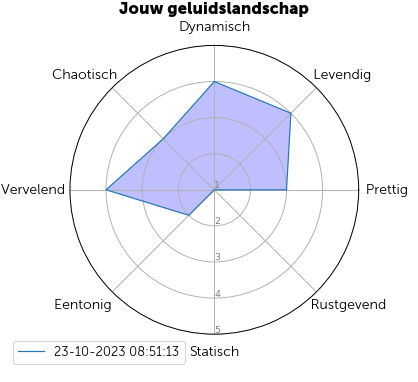 Jouw geluidslandschap
Dynamisch
Chaotisch
Levendig
Vervelend
1
Prettig
2
3
4
Eentonig
Rustgevend
5
23-10-2023 08:51:13
Statisch